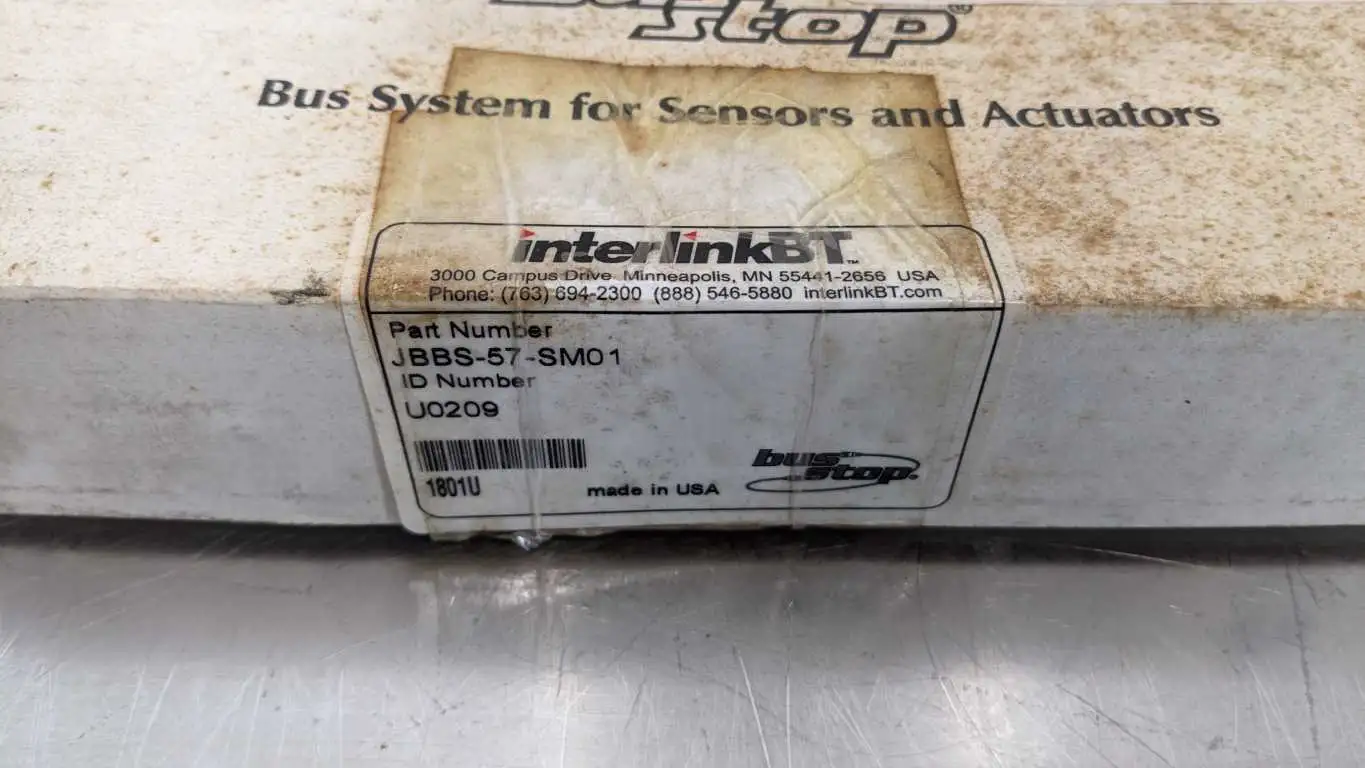 Stop®
Bus System for Sensors and Actuators
interlinkBT™
3000 Campus Drive Minneapolis, MN 55441-2656 USA
Phone: (763) 694-2300 (888) 546-5880 interlinkBT.com
Part Number
JBBS-57-SM01
ID Number
U0209
1801U
made in USA
bus
stop.